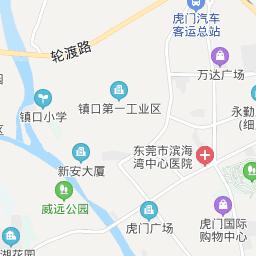 虎门汽车
客运总站
轮渡路
万达广场
镇口第一工业区
镇口小学
永勤
(细
区
东莞市滨海
湾中心医院
新安大厦
威远公园
虎门广场
虎门国际
购物中心
湖花园